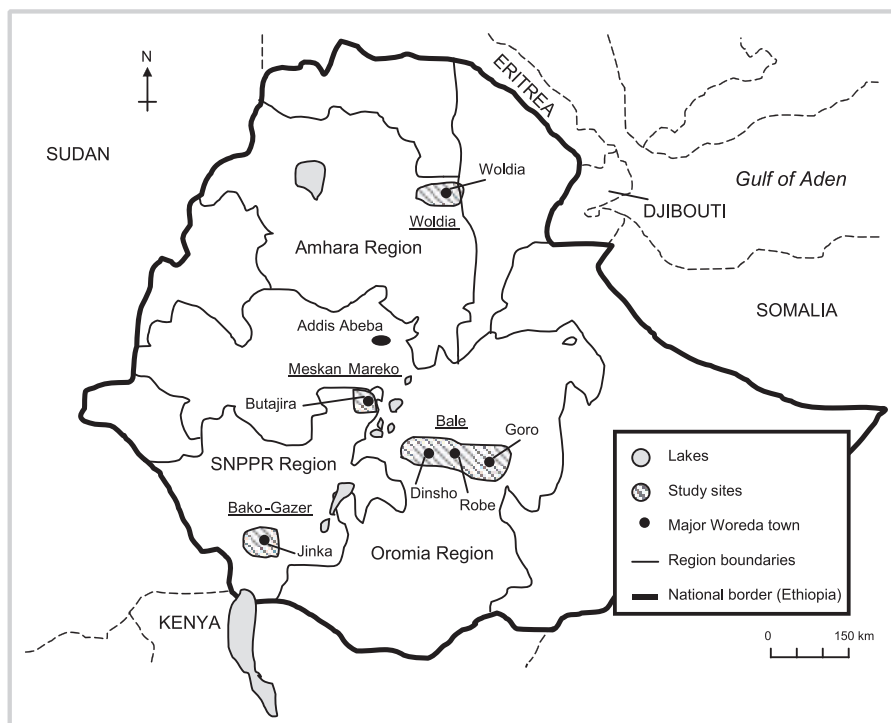 N
ERITREA
SUDAN
Woldia
Gulf of Aden
DJIBOUTI
Woldia
Amhara Region
SOMALIA
Addis Abeba
Meskan Mareko
Butajira
Bale
Goro
SNPPR Region
Dinsho
Robe
Bako-Gazer
Jinka
Oromia Region
KENYA
Lakes
Study sites
Major Woreda town
Region boundaries
National border (Ethiopia)
0 150 km